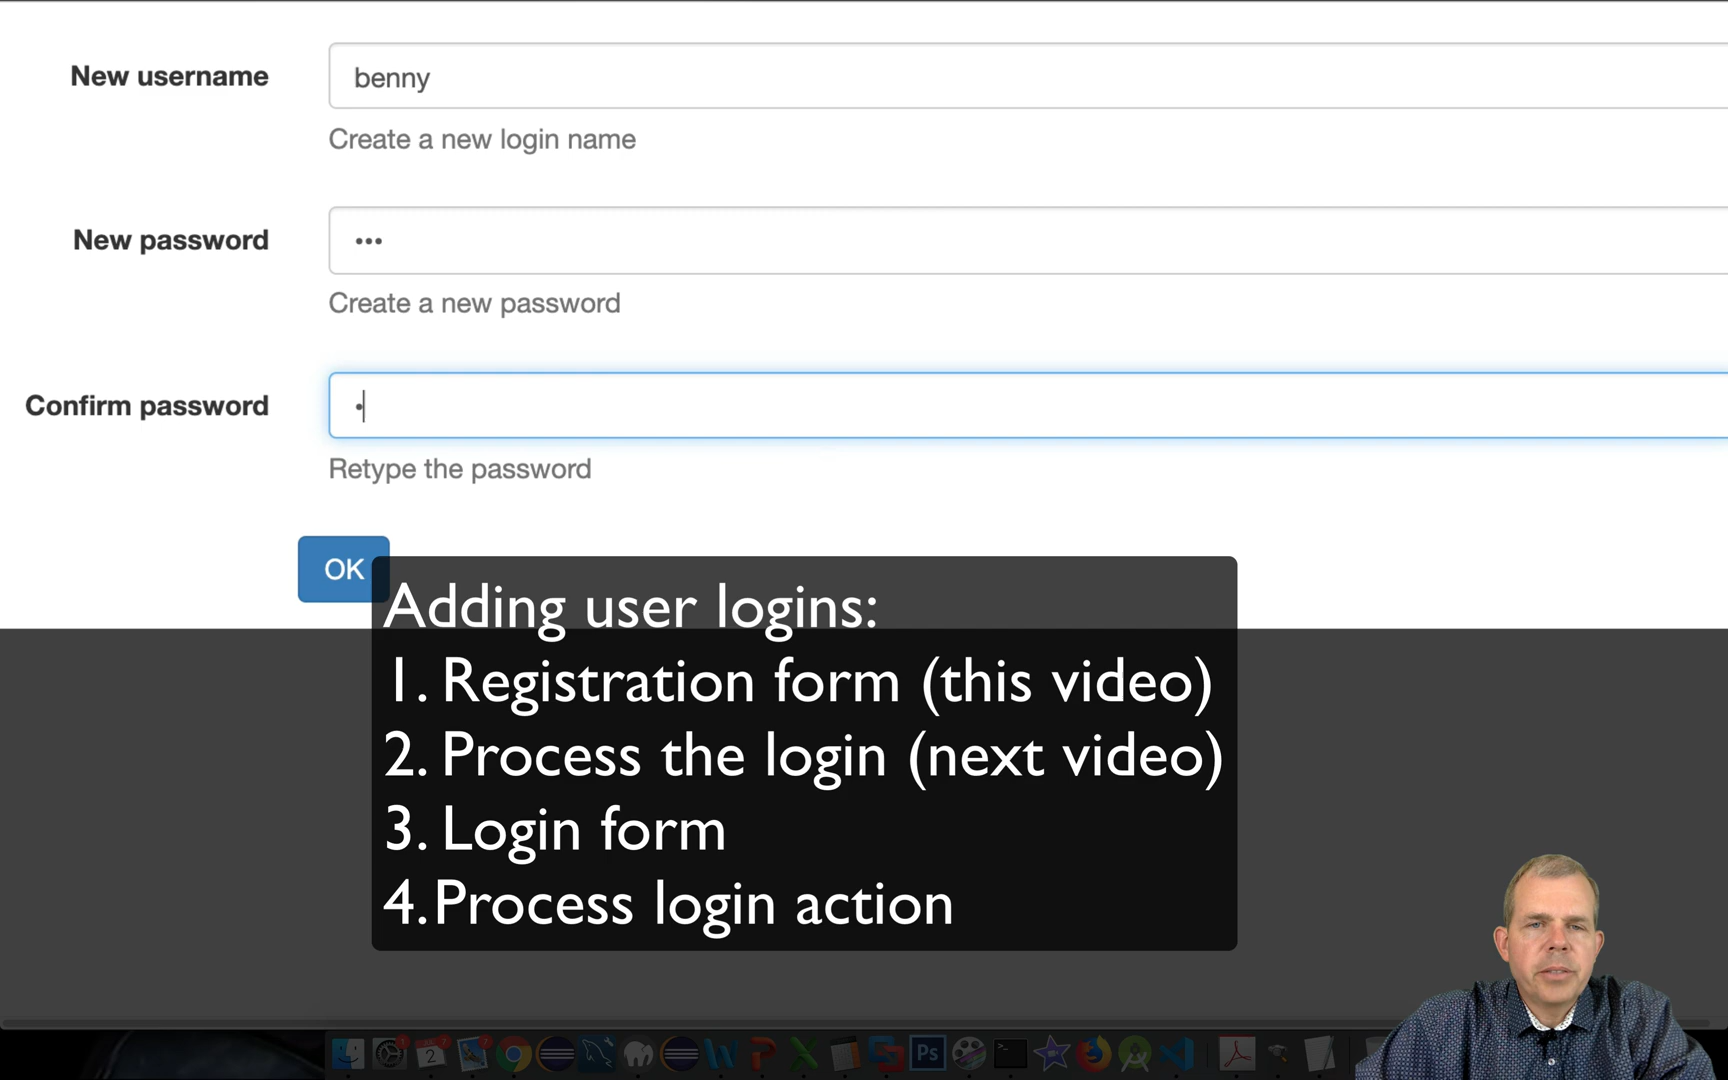 New username
benny
Create a new login name
New password
•••
Create a new password
Confirm password
•
Retype the password
OK
Adding user logins:
1. Registration form (this video)
2. Process the login (next video)
3. Login form
4. Process login action
2
Ps